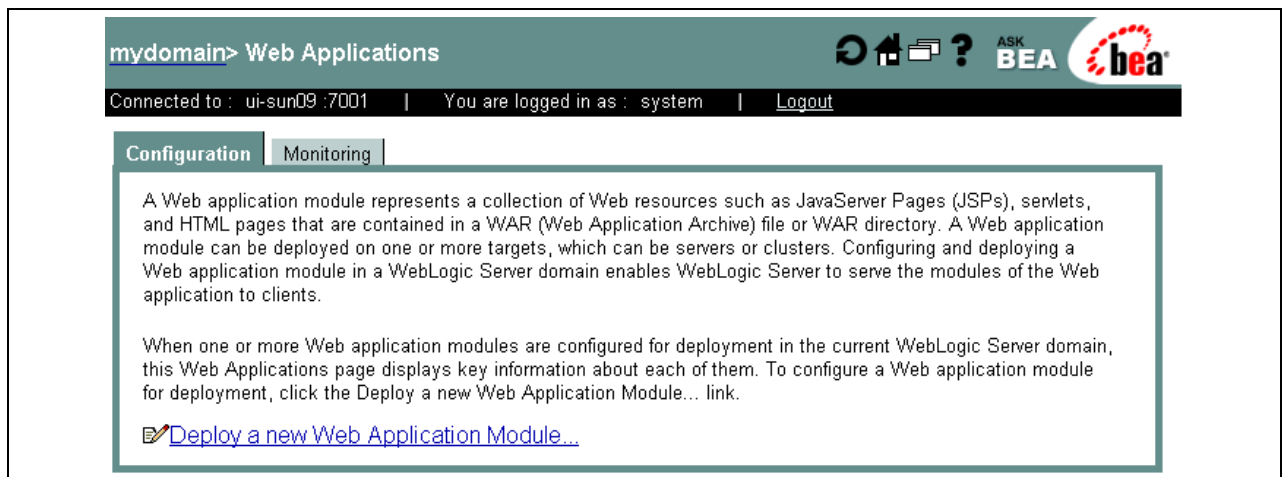 mydomain> Web Applications
? ASK BEA bea
Connected to : ui-sun09 :7001 | You are logged in as : system | Logout
Configuration Monitoring
A Web application module represents a collection of Web resources such as JavaServer Pages (JSPs), servlets,
and HTML pages that are contained in a WAR (Web Application Archive) file or WAR directory. A Web application
module can be deployed on one or more targets, which can be servers or clusters. Configuring and deploying a
Web application module in a WebLogic Server domain enables WebLogic Server to serve the modules of the Web
application to clients.
When one or more Web application modules are configured for deployment in the current WebLogic Server domain,
this Web Applications page displays key information about each of them. To configure a Web application module
for deployment, click the Deploy a new Web Application Module... link.
Deploy a new Web Application Module...